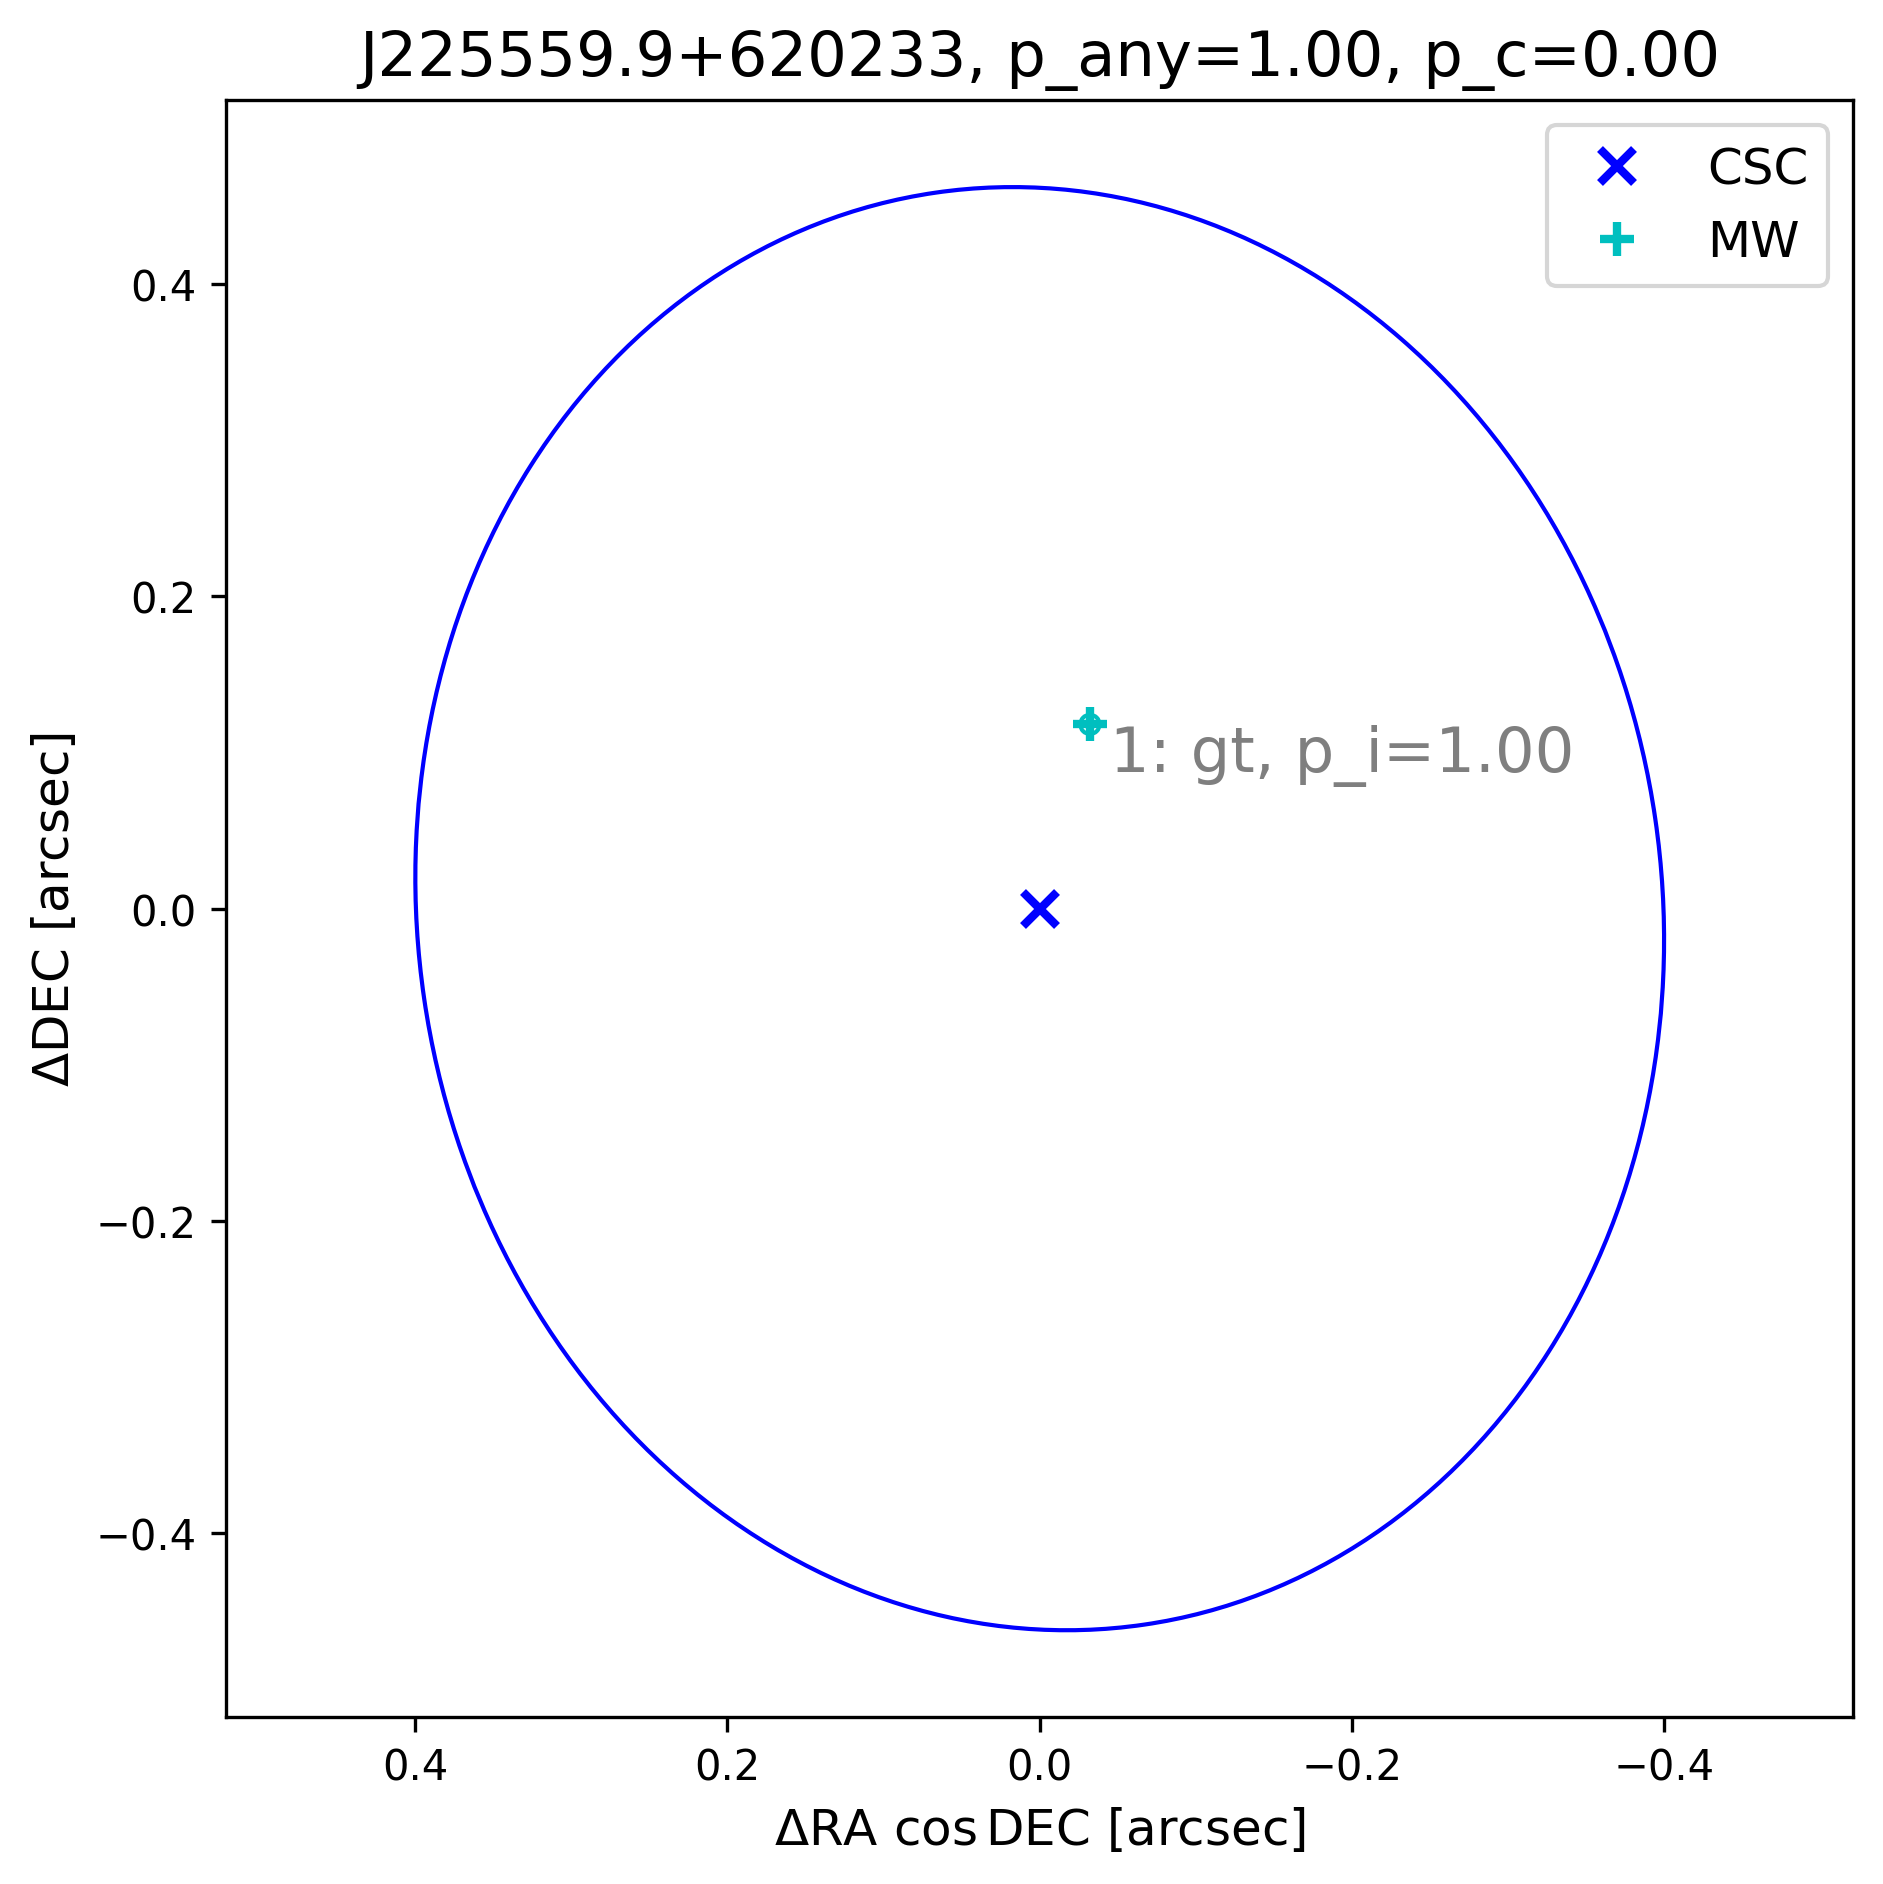 J225559.9+620233, p_any=1.00, p_c=0.00
CSC
MW
0.4
0.2
0.0
−0.2
−0.4
ΔDEC [arcsec]
1: gt, p_i=1.00
0.4
0.2
0.0
−0.2
−0.4
ΔRA cos DEC [arcsec]